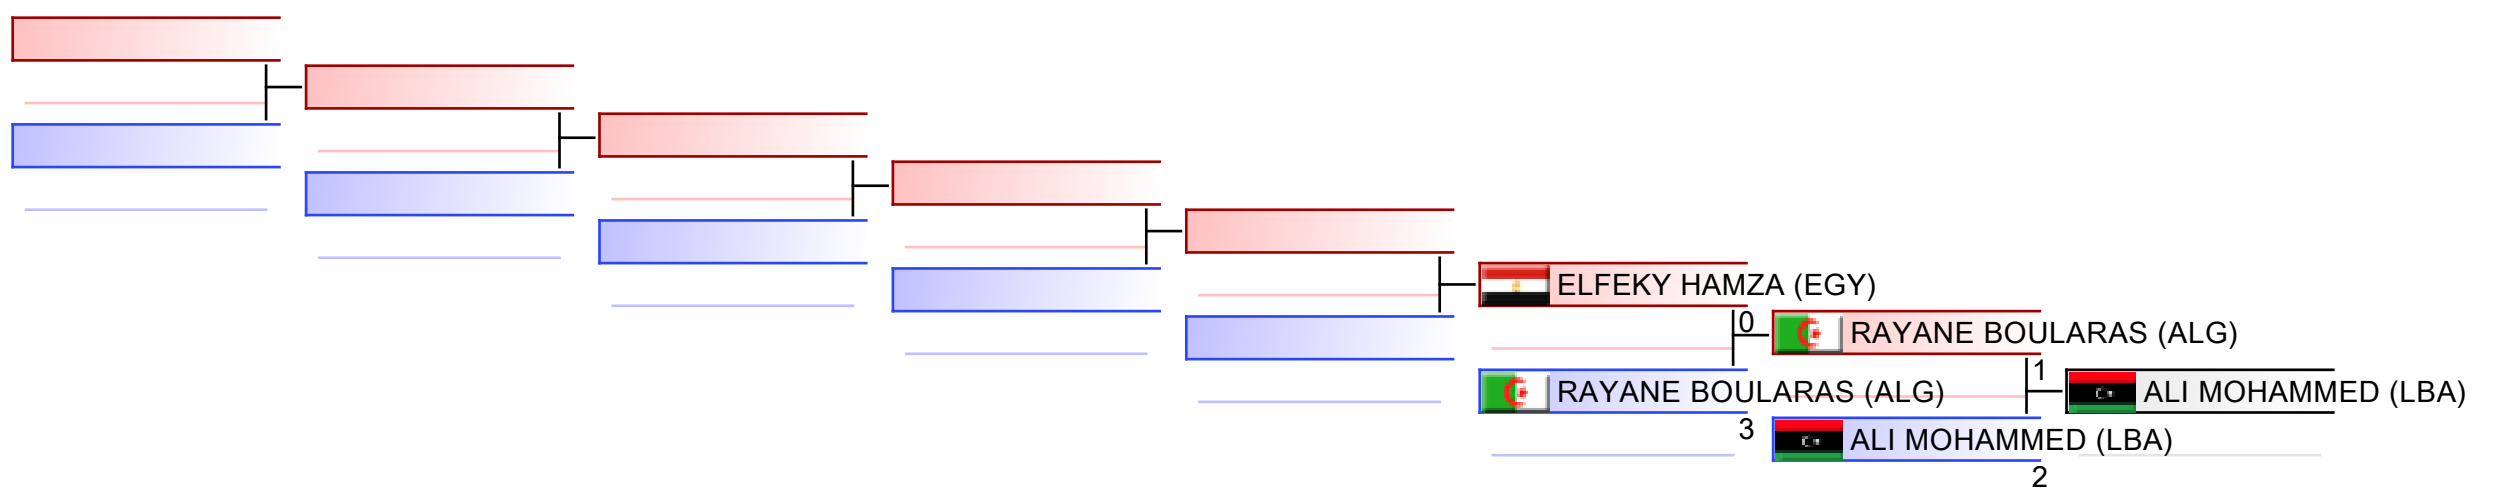 ELFEKY HAMZA (EGY)
0
RAYANE BOULARAS (ALG)
RAYANE BOULARAS (ALG)
3
1
ALI MOHAMMED (LBA)
ALI MOHAMMED (LBA)
2